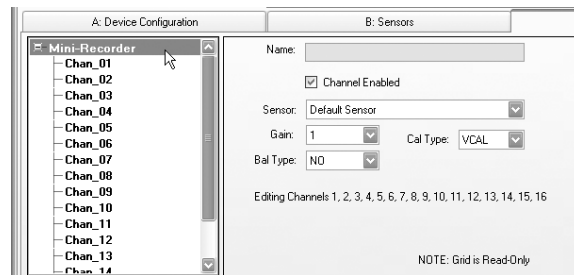 A: Device Configuration
B: Sensors
Mini-Recorder
Chan_01
Chan_02
Chan_03
Chan_04
Chan_05
Chan_06
Chan_07
Chan_08
Chan_09
Chan_10
Chan_11
Chan_12
Chan_13
Chan_14
Name:
Channel Enabled
Sensor: Default Sensor
Gain: 1 Cal Type: VCAL
Bal Type: NO
Editing Channels 1, 2, 3, 4, 5, 6, 7, 8, 9, 10, 11, 12, 13, 14, 15, 16
NOTE: Grid is Read-Only